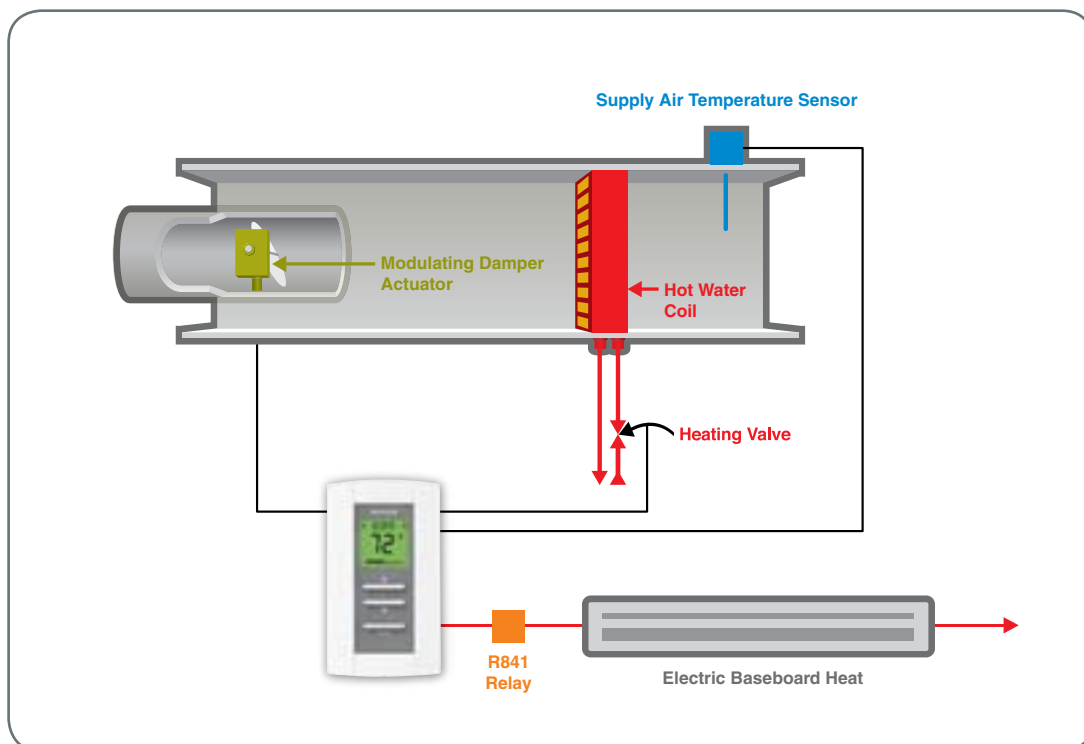 Supply Air Temperature Sensor
Modulating Damper
Actuator
Hot Water
Coil
Heating Valve
72°
R841
Relay
Electric Baseboard Heat